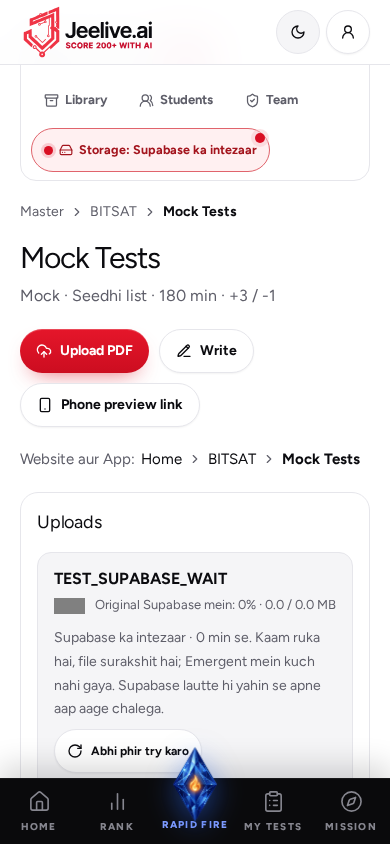 Jeelive.ai
SCORE 200+ WITH AI
Library Students Team
Storage: Supabase ka intezaar
Master > BITSAT > Mock Tests
Mock Tests
Mock · Seedhi list · 180 min · +3 / -1
Upload PDF Write
Phone preview link
Website aur App: Home > BITSAT > Mock Tests
Uploads
TEST_SUPABASE_WAIT
Original Supabase mein: 0% · 0.0 / 0.0 MB
Supabase ka intezaar · 0 min se. Kaam ruka
hai, file surakshit hai; Emergent mein kuch
nahi gaya. Supabase lautte hi yahin se apne
aap aage chalega.
Abhi phir try karo
HOME RANK RAPID FIRE MY TESTS MISSION